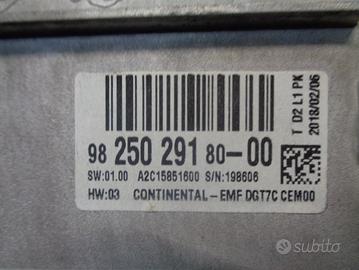 T D2 L1 PK
2018/02/06
98 250 291 80-00
SW:01.00 A2C15851600 S/N:198606
HW:03 CONTINENTAL-EMF DGT7C CEM00
subito